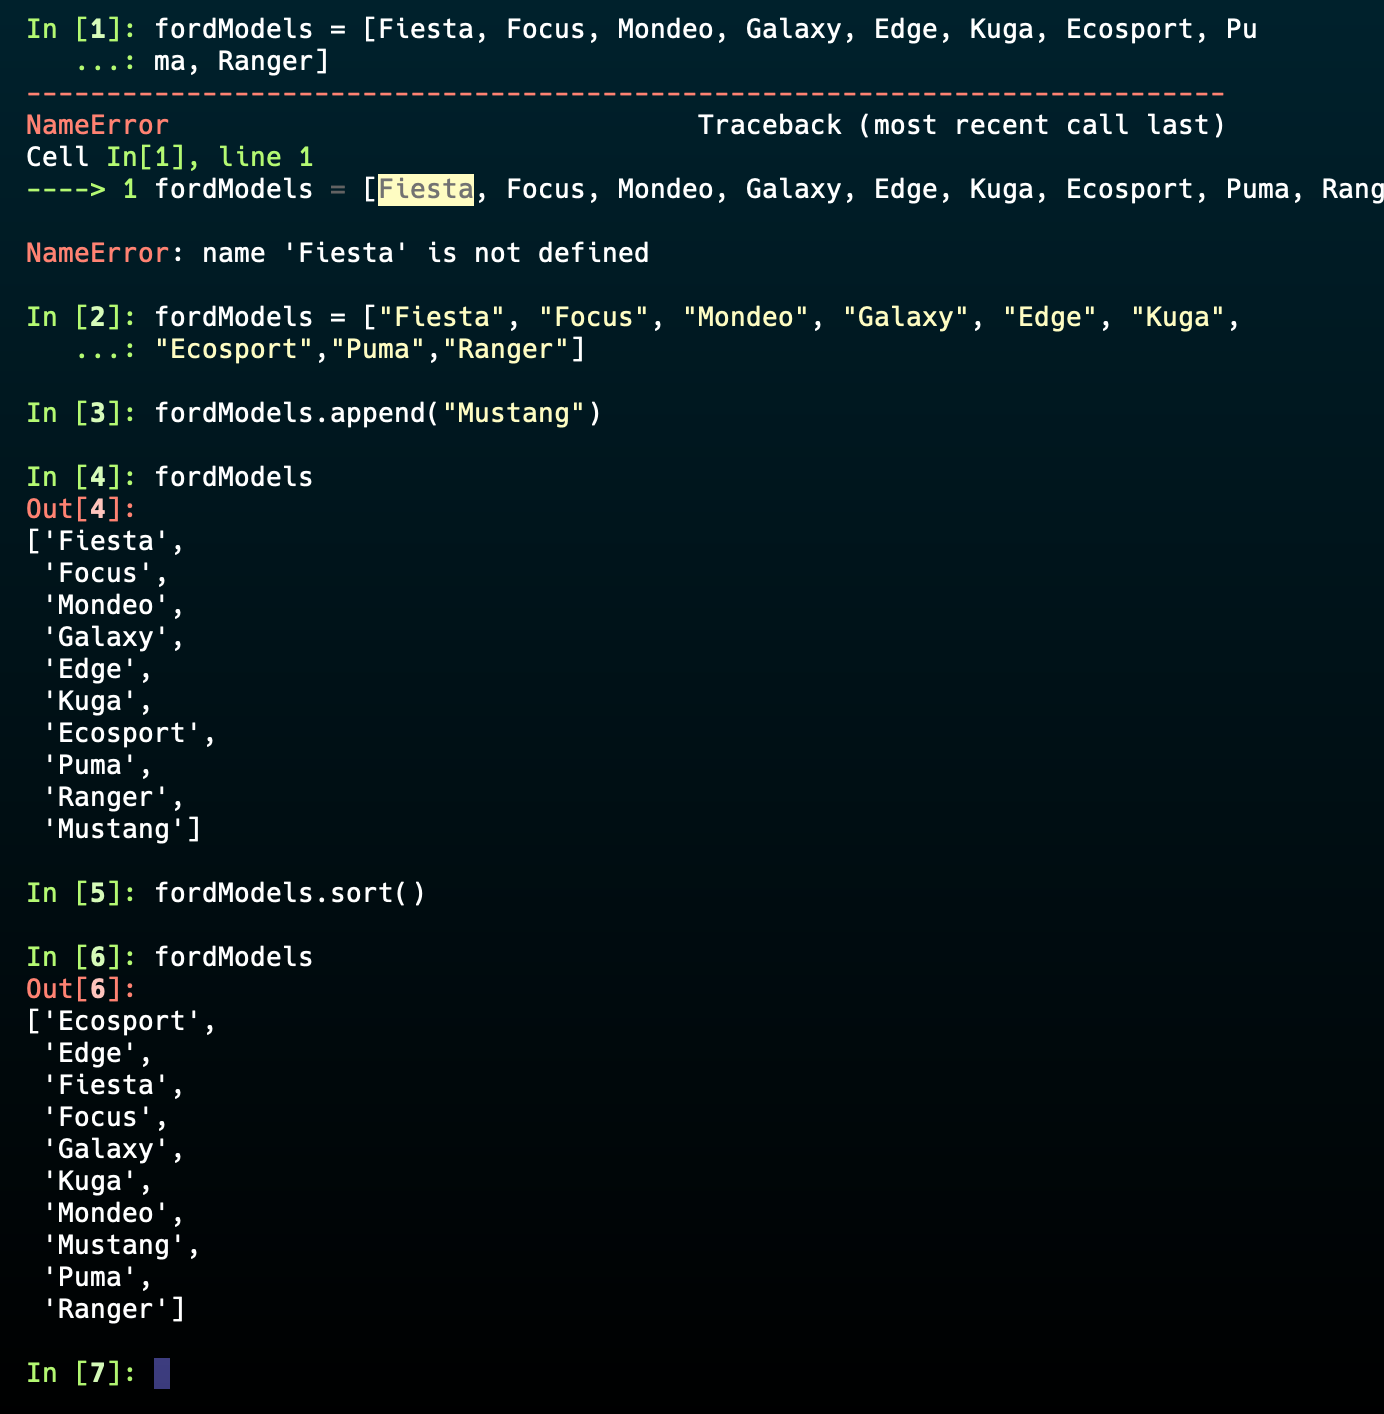 In [1]: fordModels = [Fiesta, Focus, Mondeo, Galaxy, Edge, Kuga, Ecosport, Pu
   ...: ma, Ranger]
---------------------------------------------------------------------------
NameError                                 Traceback (most recent call last)
Cell In[1], line 1
----> 1 fordModels = [Fiesta, Focus, Mondeo, Galaxy, Edge, Kuga, Ecosport, Puma, Rang

NameError: name 'Fiesta' is not defined

In [2]: fordModels = ["Fiesta", "Focus", "Mondeo", "Galaxy", "Edge", "Kuga",
   ...: "Ecosport","Puma","Ranger"]

In [3]: fordModels.append("Mustang")

In [4]: fordModels
Out[4]:
['Fiesta',
 'Focus',
 'Mondeo',
 'Galaxy',
 'Edge',
 'Kuga',
 'Ecosport',
 'Puma',
 'Ranger',
 'Mustang']

In [5]: fordModels.sort()

In [6]: fordModels
Out[6]:
['Ecosport',
 'Edge',
 'Fiesta',
 'Focus',
 'Galaxy',
 'Kuga',
 'Mondeo',
 'Mustang',
 'Puma',
 'Ranger']

In [7]: